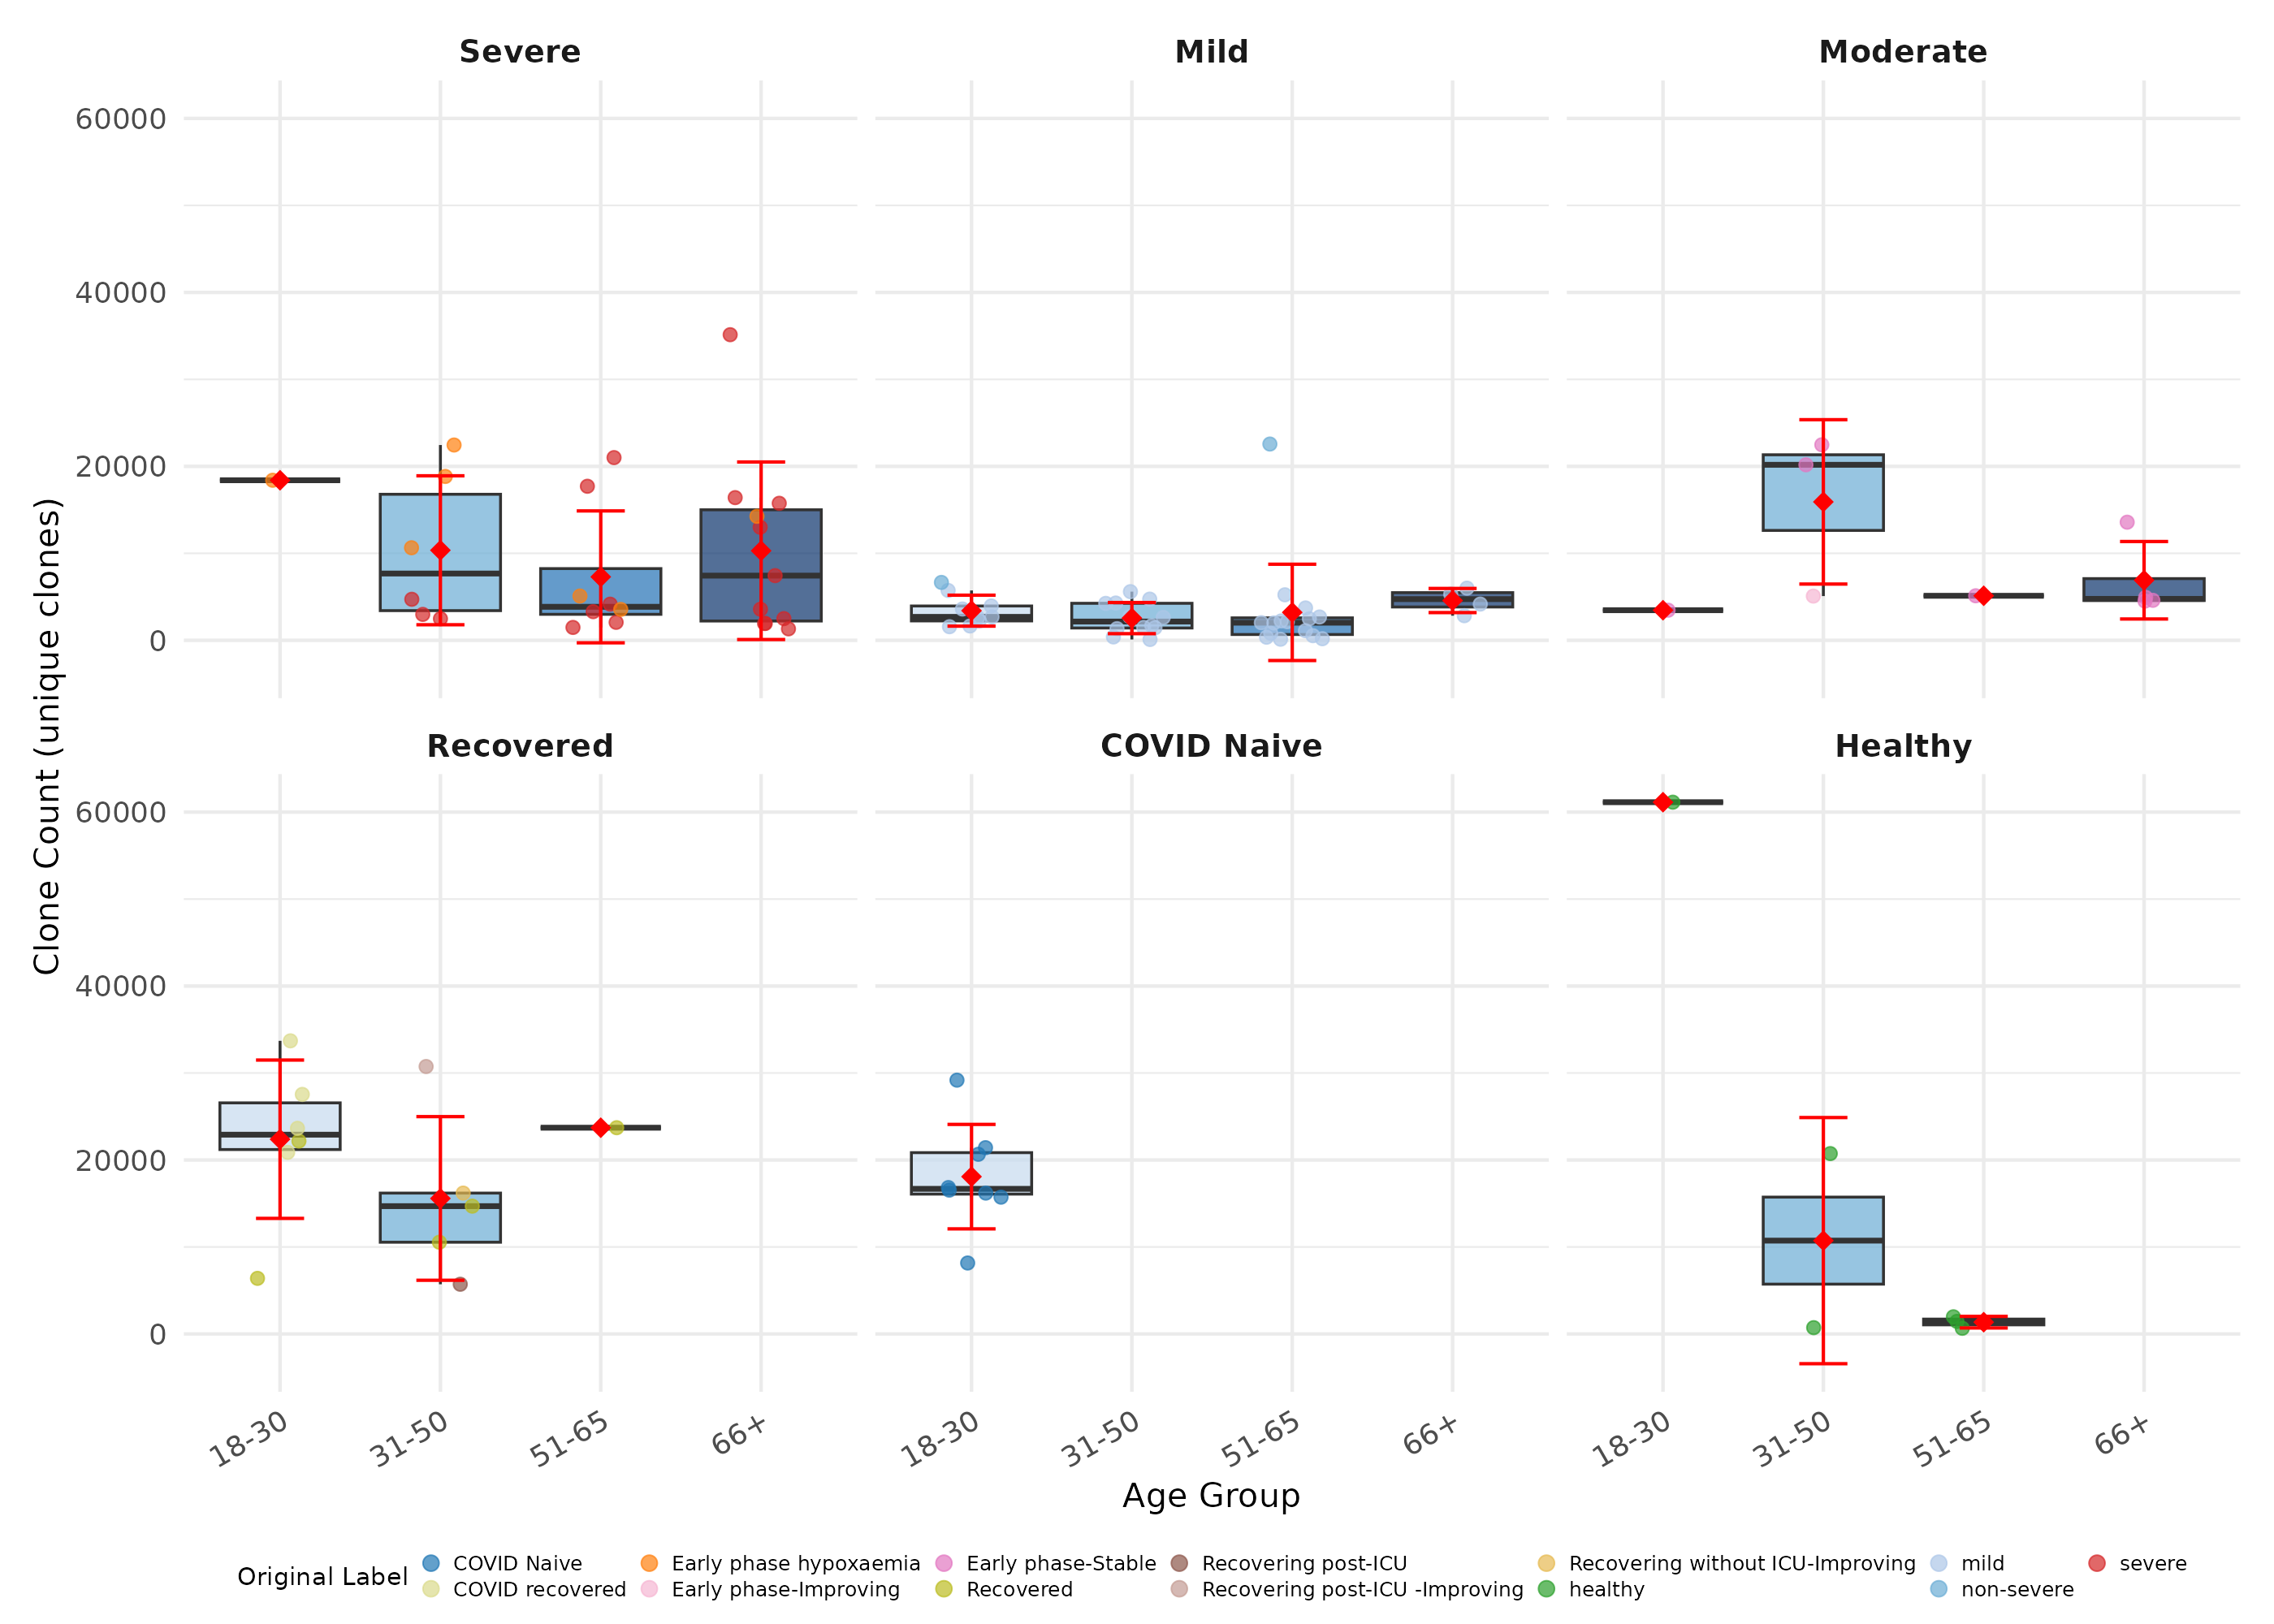 Severe
Mild
Moderate
60000
40000
20000
0
Clone Count (unique clones)
Recovered
COVID Naive
Healthy
60000
40000
20000
0
18-30
31-50
51-65
66+
18-30
31-50
51-65
66+
18-30
31-50
51-65
66+
Age Group
Original Label
COVID Naive
Early phase hypoxaemia
Early phase-Stable
Recovering post-ICU
Recovering without ICU-Improving
mild
severe
COVID recovered
Early phase-Improving
Recovered
Recovering post-ICU -Improving
healthy
non-severe